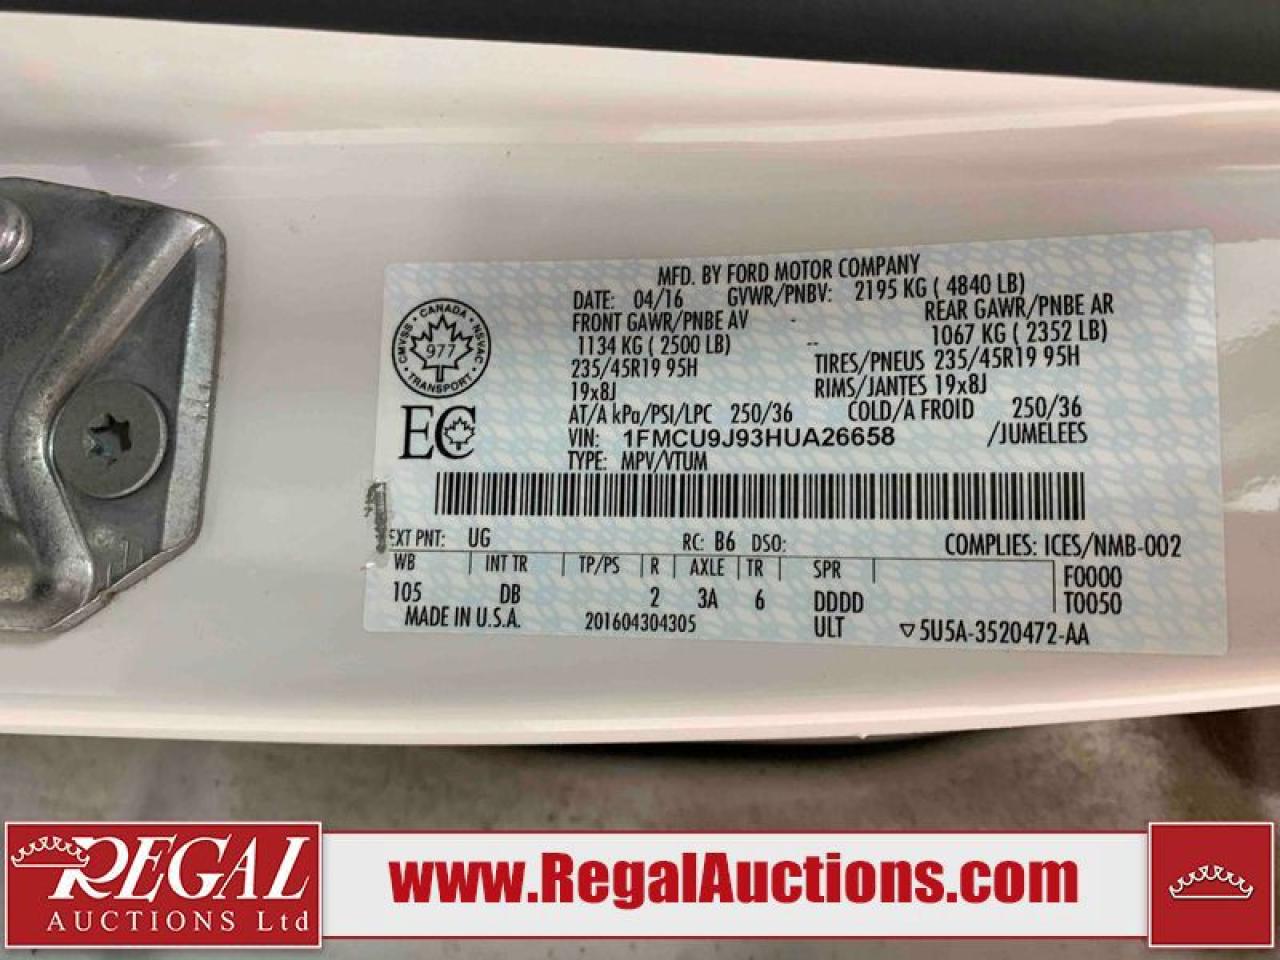 MFD. BY FORD MOTOR COMPANY
DATE: 04/16 GVWR/PNBV: 2195 KG ( 4840 LB)
FRONT GAWR/PNBE AV - REAR GAWR/PNBE AR
1134 KG ( 2500 LB) -- 1067 KG ( 2352 LB)
235/45R19 95H TIRES/PNEUS 235/45R19 95H
19x8J RIMS/JANTES 19x8J
AT/A kPa/PSI/LPC 250/36 COLD/A FROID 250/36
VIN: 1FMCU9J93HUA26658 /JUMELEES
TYPE: MPV/VTUM
CMVSS • CANADA • NSVAC • TRANSPORT •
977
EC
EXT PNT: UG RC: B6 DSO: COMPLIES: ICES/NMB-002
WB INT TR TP/PS R AXLE TR SPR F0000
105 DB 2 3A 6 DDDD T0050
MADE IN U.S.A. 201604304305 ULT ▽5U5A-3520472-AA
REGAL
AUCTIONS Ltd
www.RegalAuctions.com